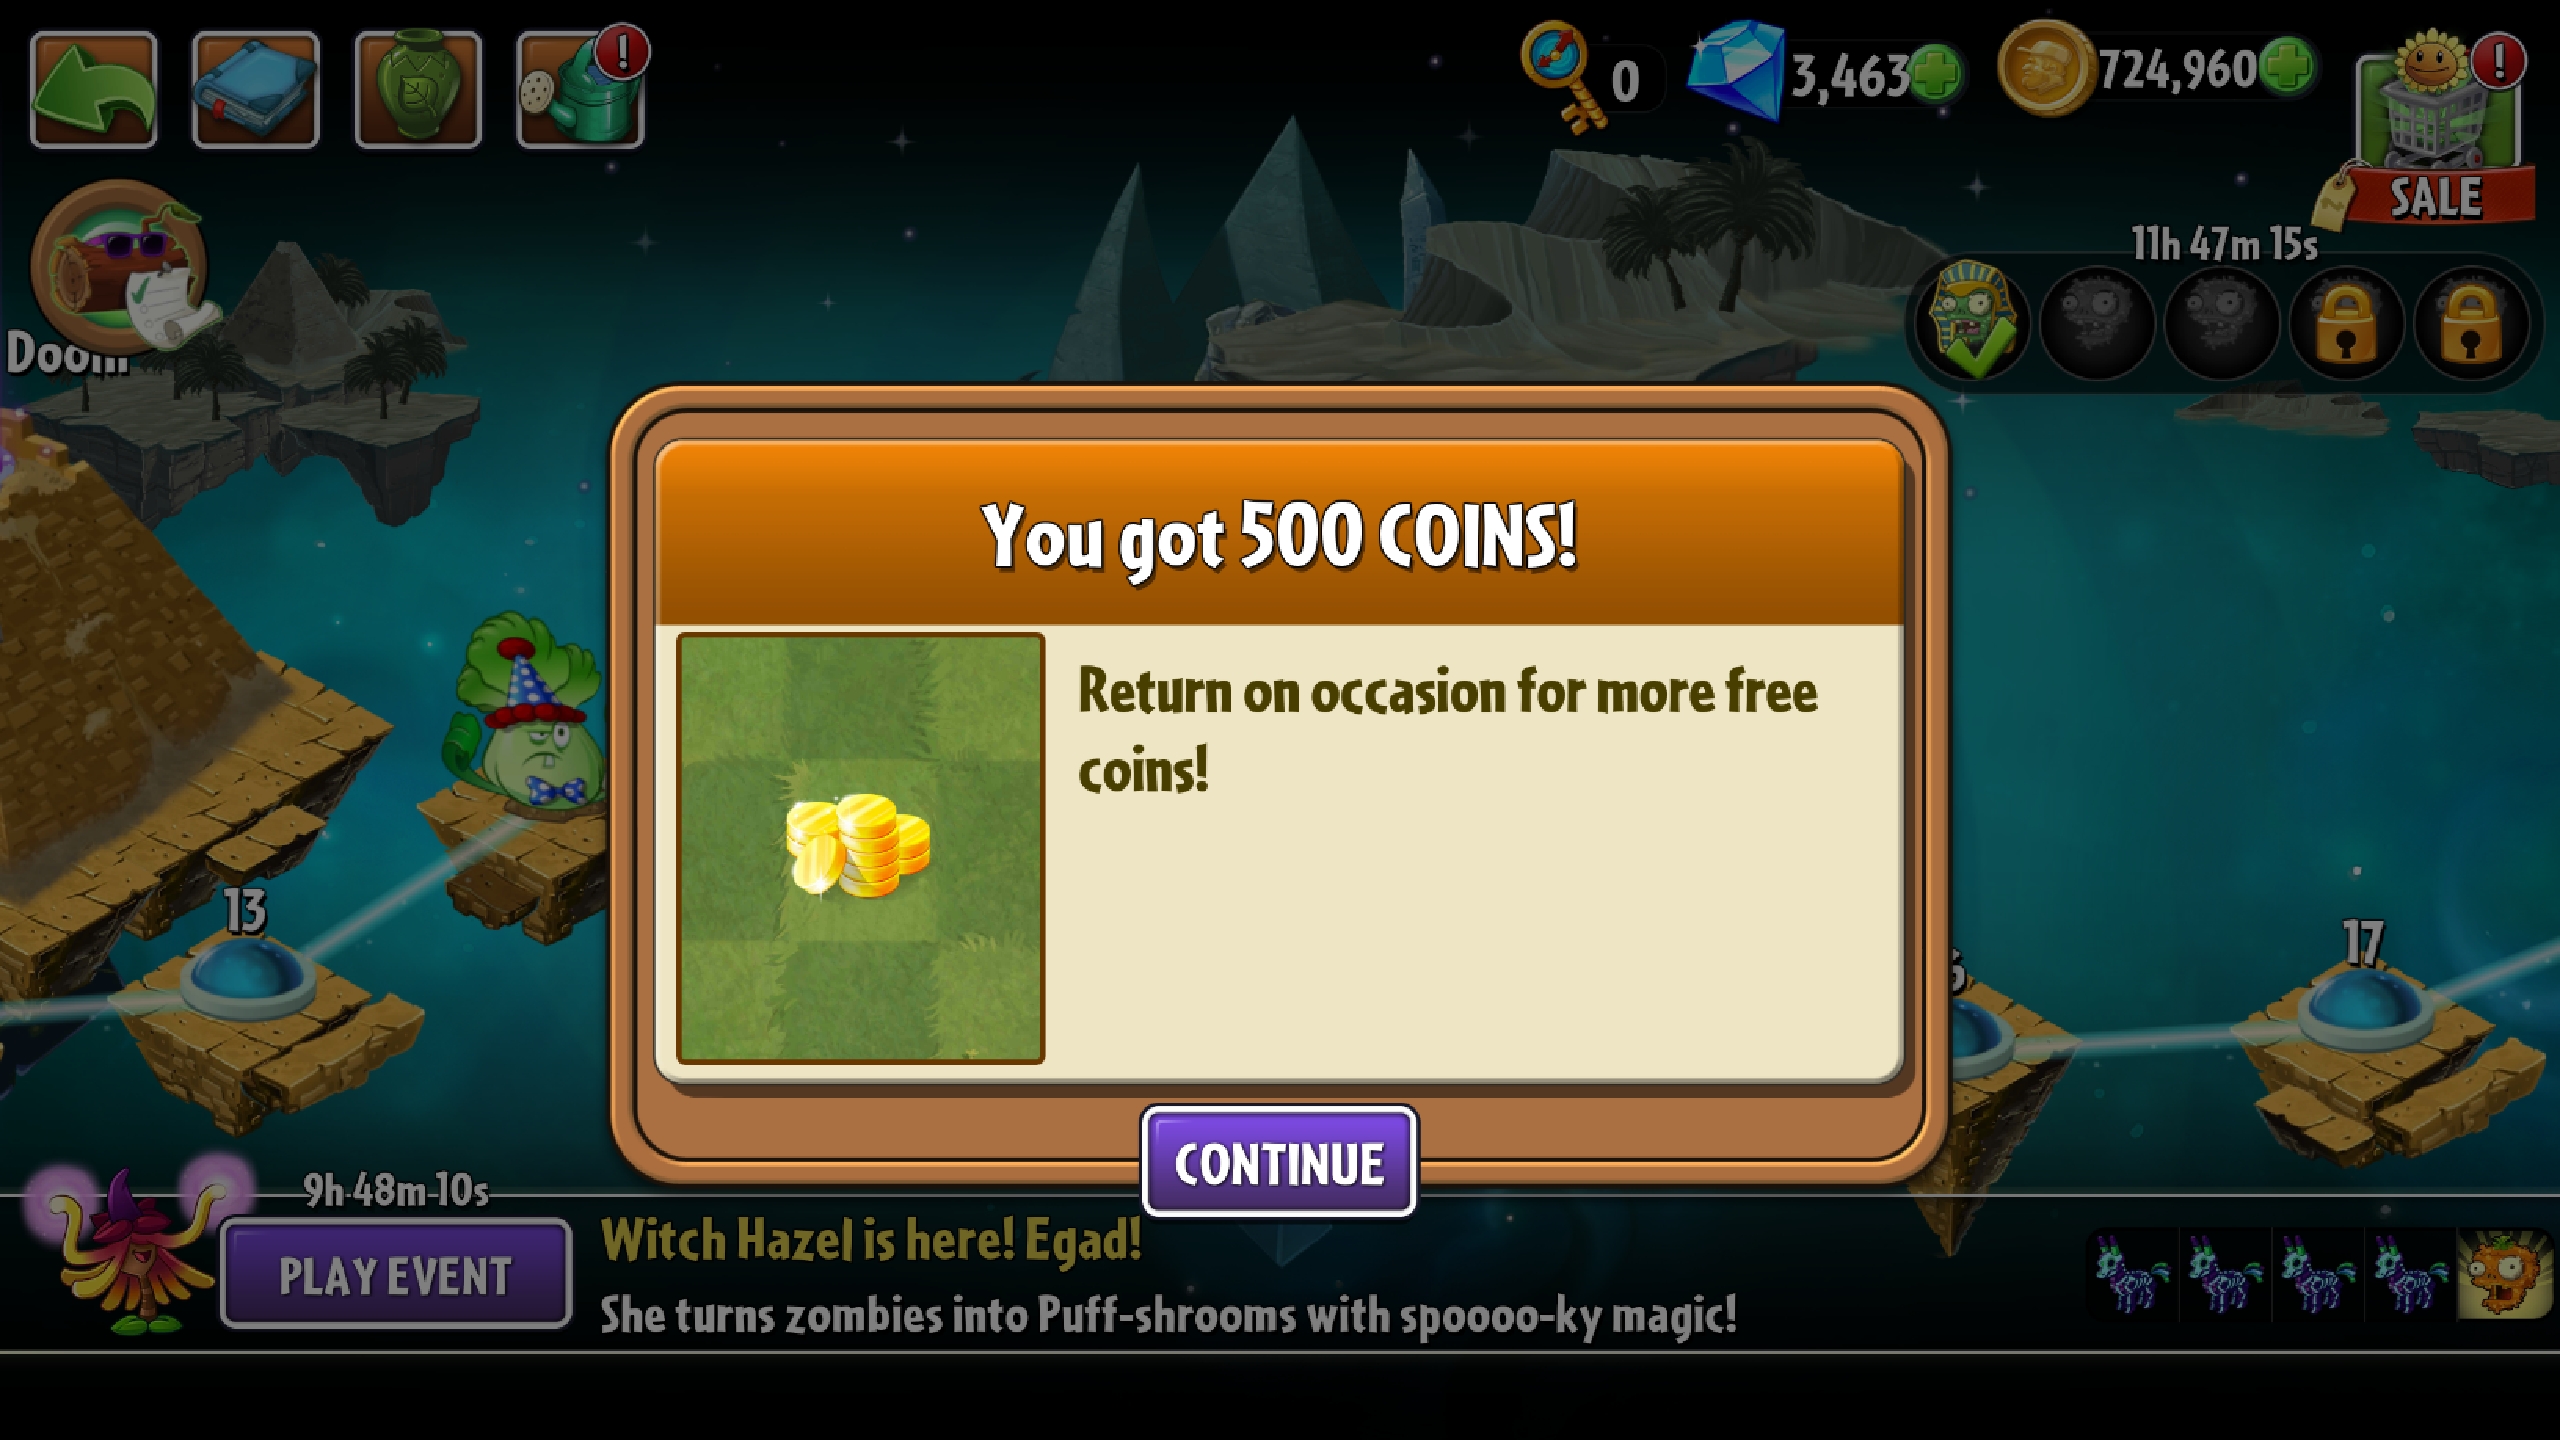 0
3,463
724,960
SALE
11h 47m 15s
Doom
You got 500 COINS!
Return on occasion for more free
coins!
13
17
CONTINUE
9h 48m 10s
PLAY EVENT
Witch Hazel is here! Egad!
She turns zombies into Puff-shrooms with spoooo-ky magic!